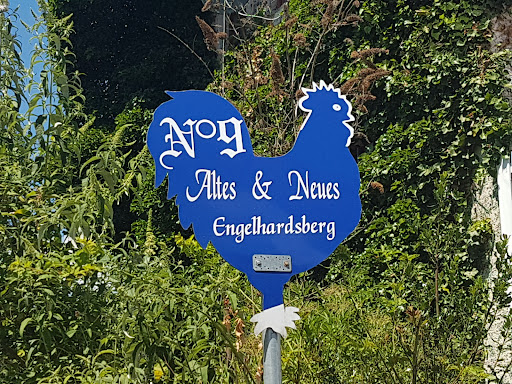 No 9
Altes & Neues
Engelhardsberg